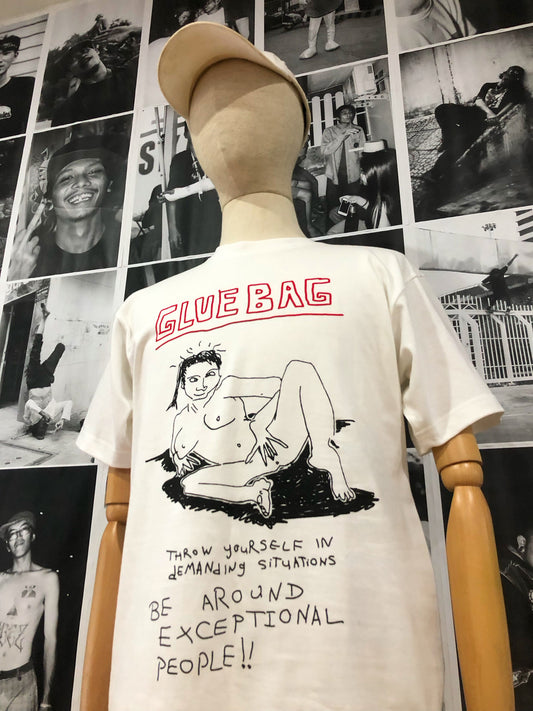 GLUE BAG
THROW YOURSELF IN
dEMANdING SITUATIONS
BE AROUND
EXCEPTIONAL
PEOPLE!!